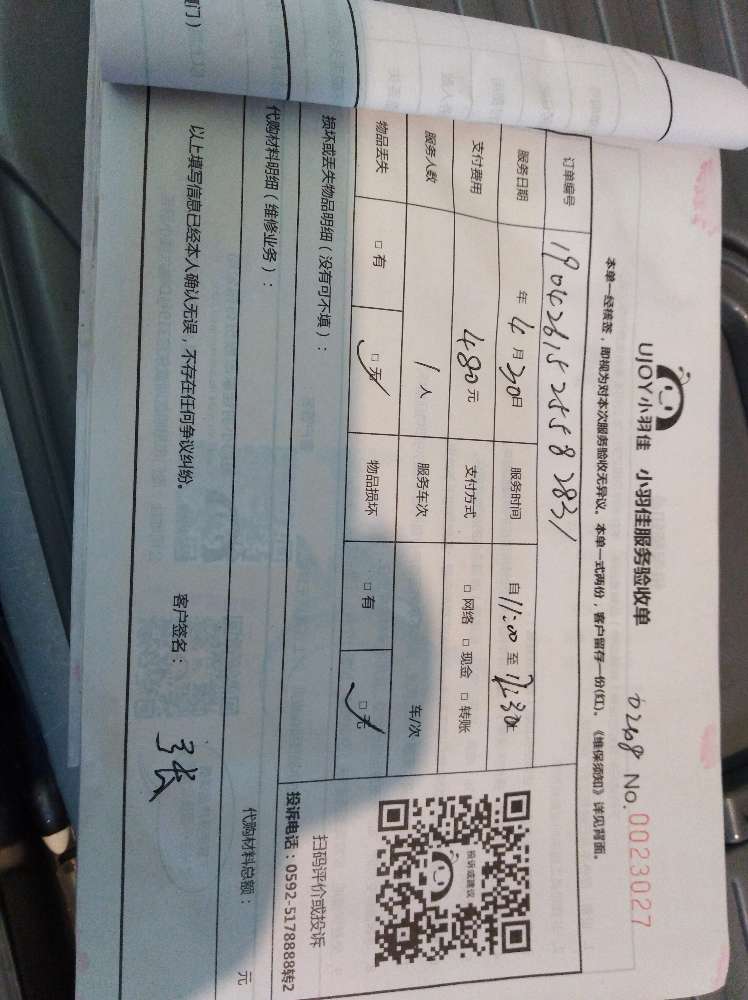 UJOY小羽佳 小羽佳服务验收单 No.0023027
本单一经核签，即视为对本次服务验收无异议。本单一式两份，客户留存一份(红)。《维保须知》详见背面。
订单编号
服务日期 年 4 月 30 日 服务时间 自 11:00 至
支付费用 480 元 支付方式 □ 网络 □ 现金 □ 转账
服务人数 1 人 服务车次 车/次
物品丢失 □ 有 □ 无 物品损坏 □ 有 □ 无
投诉或建议
扫码评价或投诉
投诉电话：0592-5178888转2
损坏或丢失物品明细（没有可不填）：
代购材料明细（维修业务）： 代购材料总额： 元
以上填写信息已经本人确认无误，不存在任何争议纠纷。 客户签名： 张